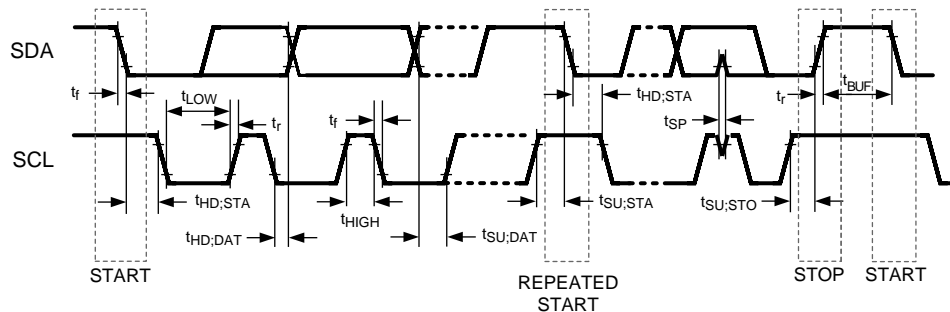 SDA
t_f
t_LOW
t_r
t_f
t_HD;STA
t_SP
t_r
t_BUF
SCL
t_HD;STA
t_HD;DAT
t_HIGH
t_SU;DAT
t_SU;STA
t_SU;STO
START
REPEATED
START
STOP
START